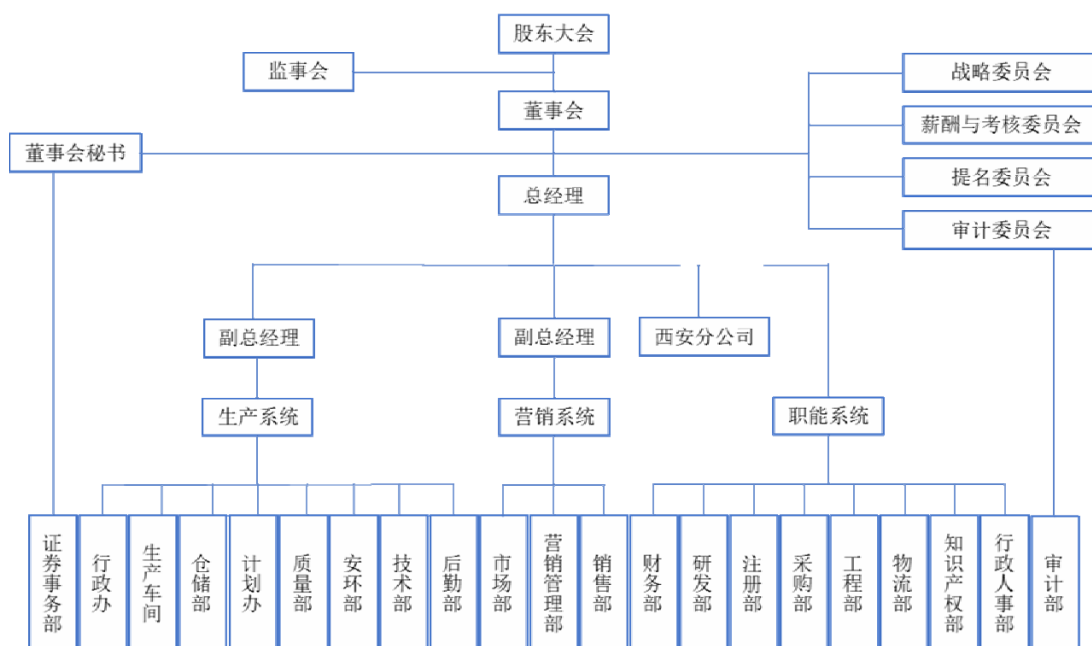 股东大会
监事会
战略委员会
董事会
薪酬与考核委员会
董事会秘书
提名委员会
总经理
审计委员会
副总经理
副总经理
西安分公司
生产系统
营销系统
职能系统
证券事务部
行政办
生产车间
仓储部
计划办
质量部
安环部
技术部
后勤部
市场部
营销管理部
销售部
财务部
研发部
注册部
采购部
工程部
物流部
知识产权部
行政人事部
审计部